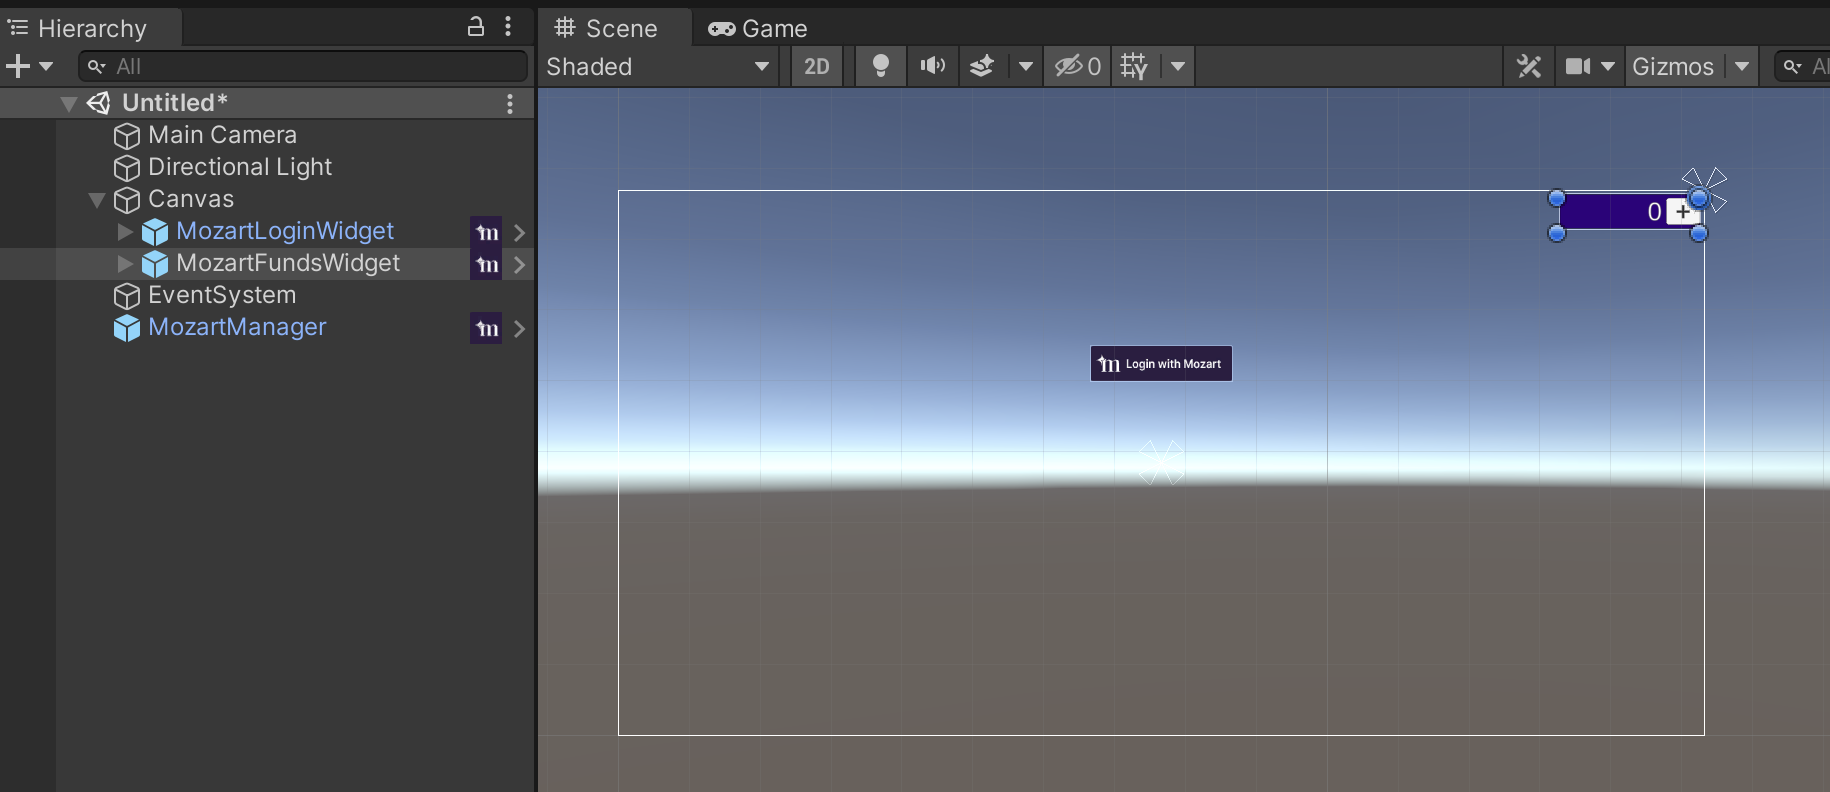 Hierarchy
All
Untitled*
Main Camera
Directional Light
Canvas
MozartLoginWidget
m
MozartFundsWidget
m
EventSystem
MozartManager
m
Scene
Game
Shaded
2D
0
Gizmos
Al
0 +
m Login with Mozart